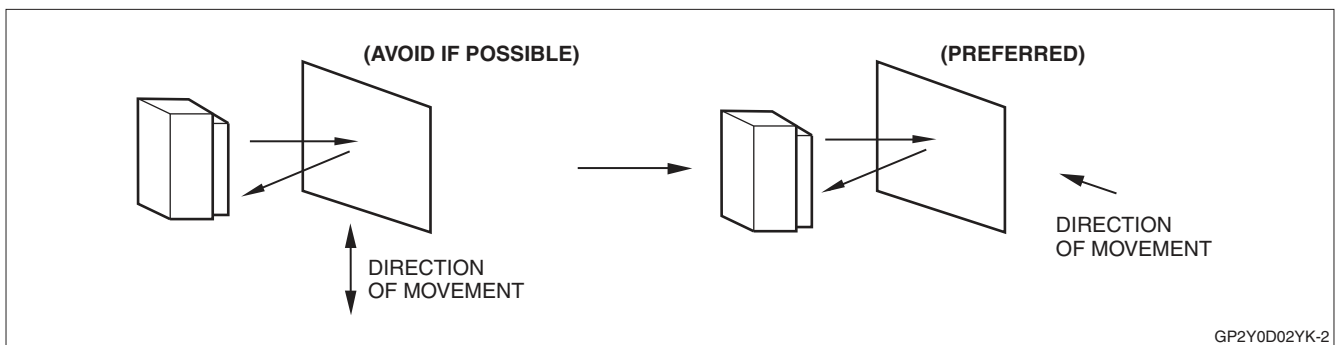 (AVOID IF POSSIBLE)
DIRECTION
OF MOVEMENT
(PREFERRED)
DIRECTION
OF MOVEMENT
GP2Y0D02YK-2